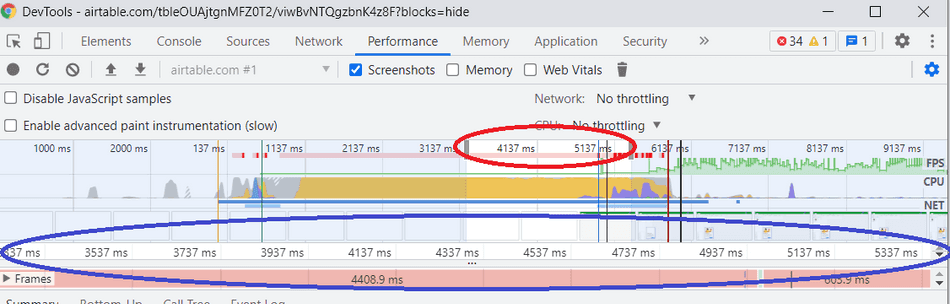 DevTools - airtable.com/tbleOUAjtgnMFZ0T2/viwBvNTQgzbnK4z8F?blocks=hide
Elements Console Sources Network Performance Memory Application Security » 34 1 1
airtable.com #1 Screenshots Memory Web Vitals
Disable JavaScript samples Network: No throttling
Enable advanced paint instrumentation (slow) CPU: No throttling
1000 ms 2000 ms 137 ms 1137 ms 2137 ms 3137 ms 4137 ms 5137 ms 6137 ms 7137 ms 8137 ms 9137 ms
FPS
CPU
NET
337 ms 3537 ms 3737 ms 3937 ms 4137 ms 4337 ms 4537 ms 4737 ms 4937 ms 5137 ms 5337 ms
Frames 4408.9 ms 603.9 ms
Summary Bottom-Up Call Tree Event Log